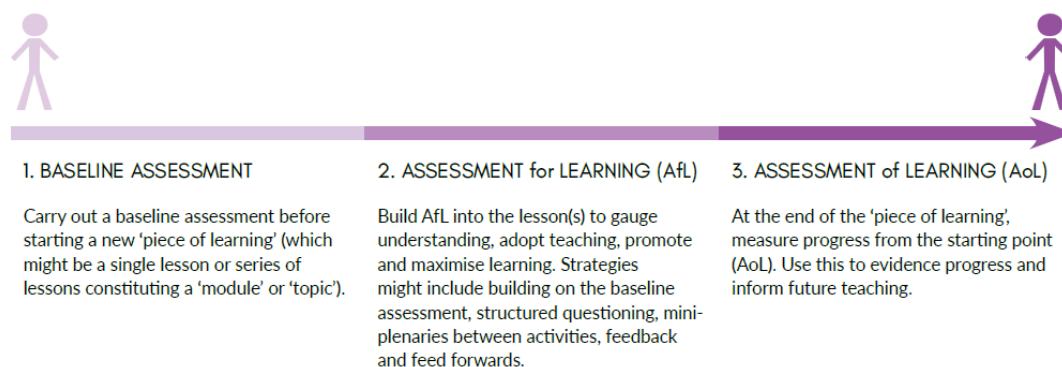 1. BASELINE ASSESSMENT
Carry out a baseline assessment before
starting a new ‘piece of learning’ (which
might be a single lesson or series of
lessons constituting a ‘module’ or ‘topic’).
2. ASSESSMENT for LEARNING (AfL)
Build AfL into the lesson(s) to gauge
understanding, adopt teaching, promote
and maximise learning. Strategies
might include building on the baseline
assessment, structured questioning, mini-
plenaries between activities, feedback
and feed forwards.
3. ASSESSMENT of LEARNING (AoL)
At the end of the ‘piece of learning’,
measure progress from the starting point
(AoL). Use this to evidence progress and
inform future teaching.